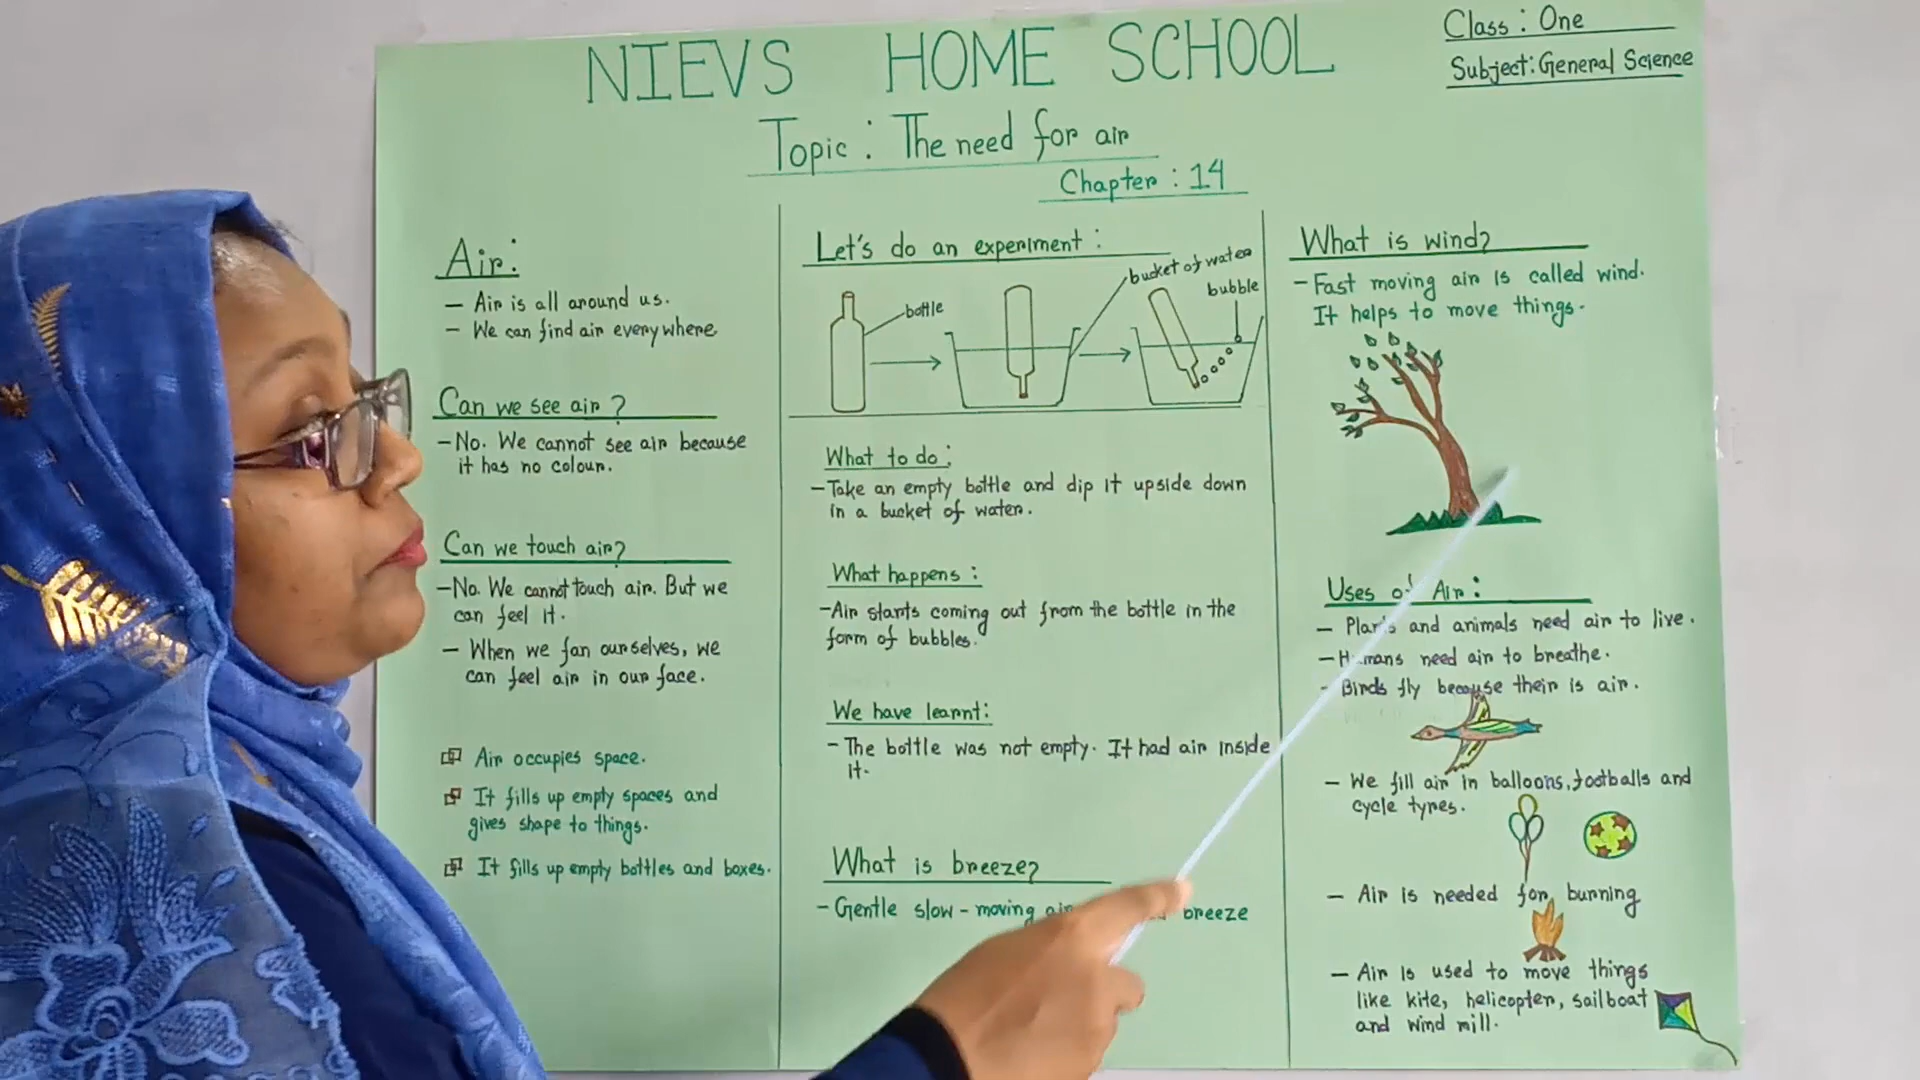 NIEVS HOME SCHOOL
Class : One
Subject: General Science
Topic : The need for air
Chapter : 14
Air:
– Air is all around us.
– We can find air everywhere
Can we see air ?
– No. We cannot see air because
it has no colour.
Can we touch air?
– No. We cannot touch air. But we
can feel it.
– When we fan ourselves, we
can feel air in our face.
Air occupies space.
It fills up empty spaces and
gives shape to things.
It fills up empty bottles and boxes.
Let's do an experiment :
bottle
bucket of water
bubble
What to do :
– Take an empty bottle and dip it upside down
in a bucket of water.
What happens :
– Air starts coming out from the bottle in the
form of bubbles.
We have learnt:
– The bottle was not empty. It had air inside
it.
What is breeze?
– Gentle slow-moving air breeze
What is wind?
– Fast moving air is called wind.
It helps to move things.
Uses of Air :
– Plants and animals need air to live.
– Humans need air to breathe.
– Birds fly because their is air.
– We fill air in balloons, footballs and
cycle tyres.
– Air is needed for burning
– Air is used to move things
like kite, helicopter, sailboat
and wind mill.